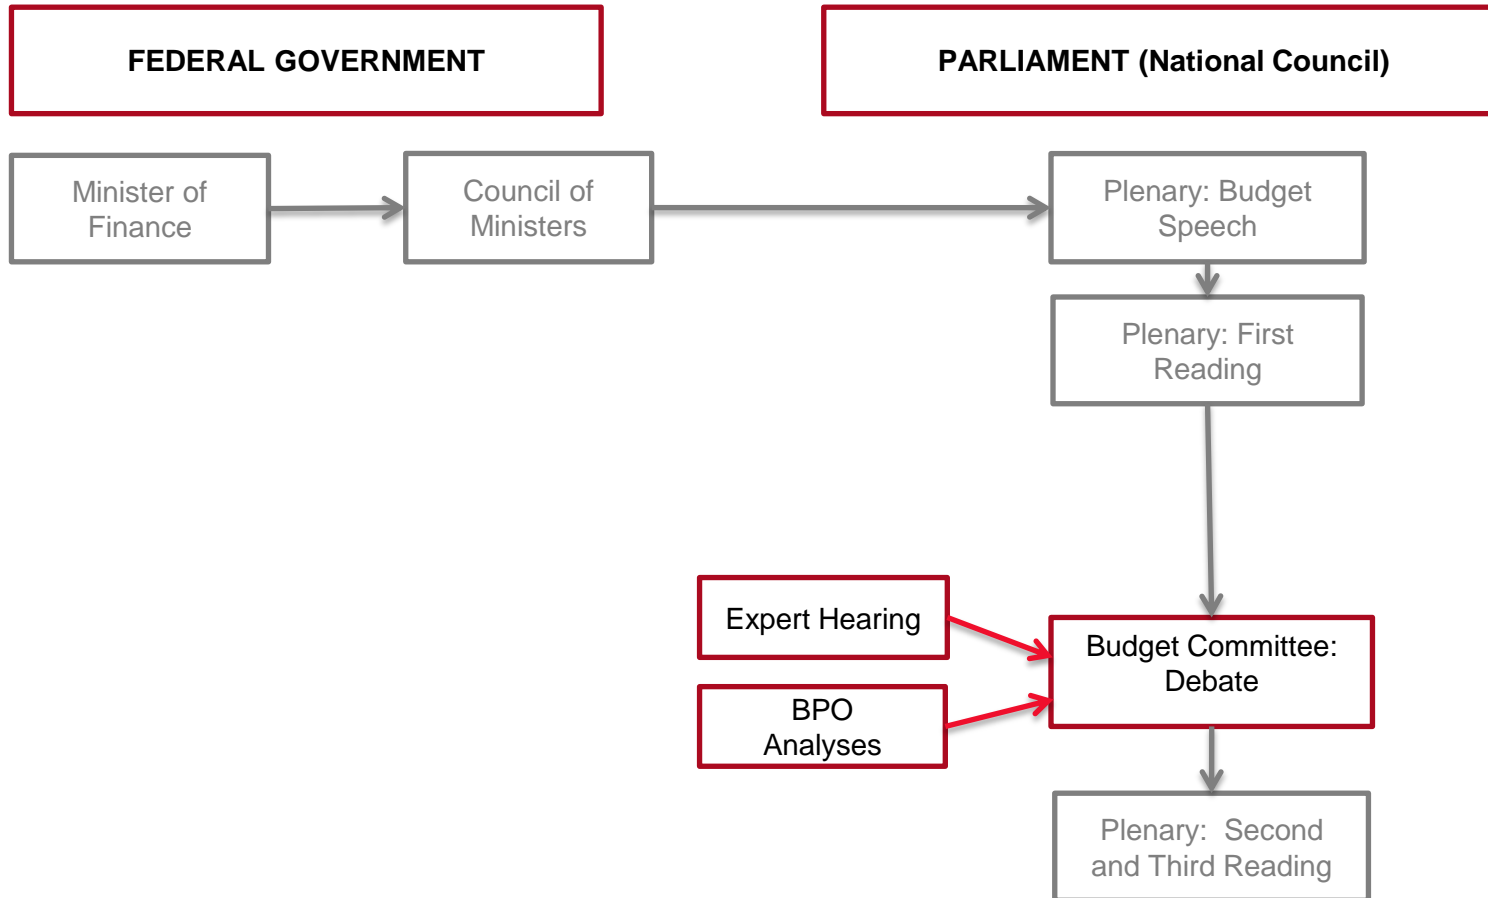 FEDERAL GOVERNMENT
PARLIAMENT (National Council)
Minister of
Finance
Council of
Ministers
Plenary: Budget
Speech
Plenary: First
Reading
Expert Hearing
BPO
Analyses
Budget Committee:
Debate
Plenary:  Second
and Third Reading